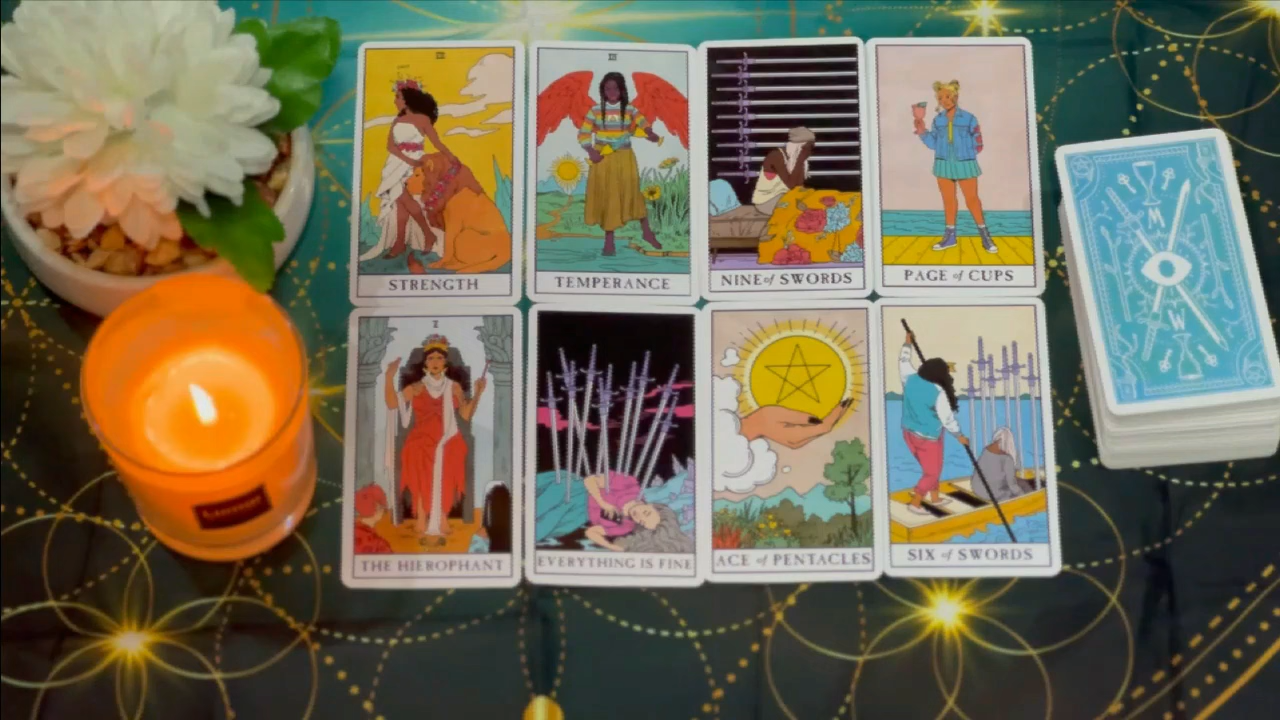 STRENGTH
TEMPERANCE
NINE of SWORDS
PAGE of CUPS
THE HIEROPHANT
EVERYTHING IS FINE
ACE of PENTACLES
SIX of SWORDS
M
W